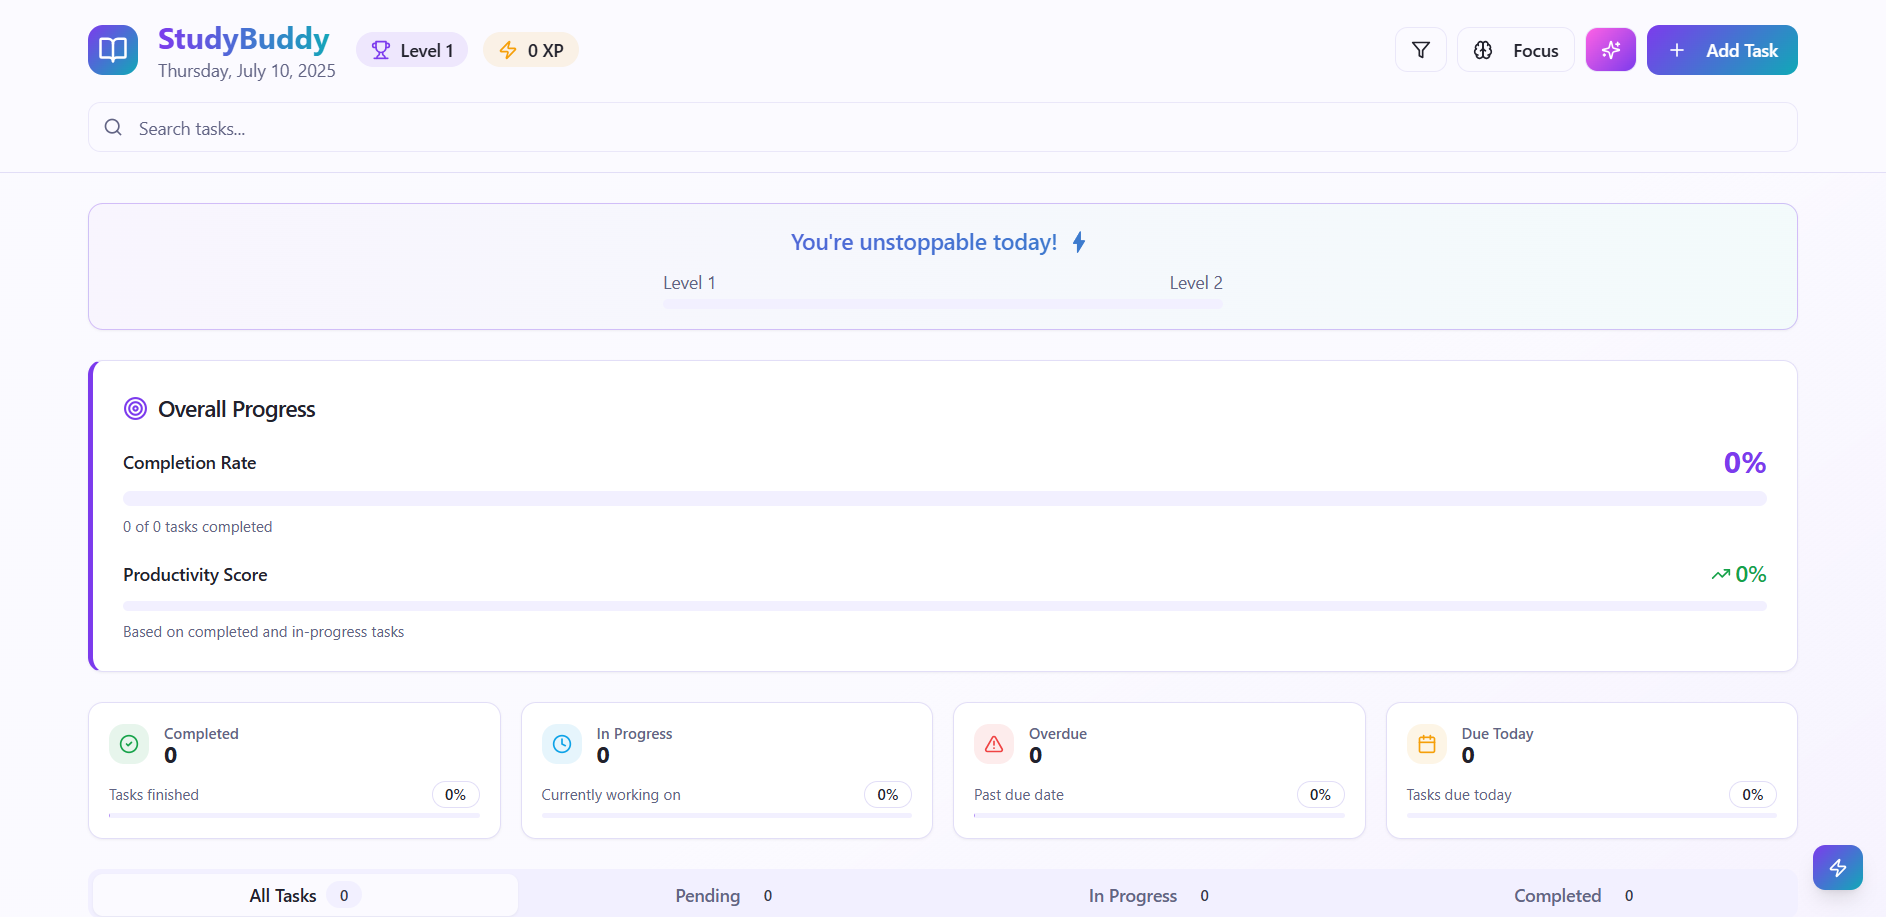 StudyBuddy
Thursday, July 10, 2025
Level 1
0 XP
Focus
Add Task
Search tasks...
You're unstoppable today!
Level 1
Level 2
Overall Progress
Completion Rate
0%
0 of 0 tasks completed
Productivity Score
0%
Based on completed and in-progress tasks
Completed
0
Tasks finished
0%
In Progress
0
Currently working on
0%
Overdue
0
Past due date
0%
Due Today
0
Tasks due today
0%
All Tasks 0
Pending 0
In Progress 0
Completed 0